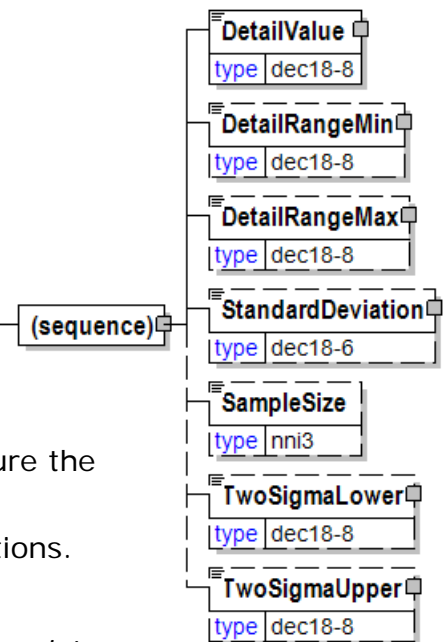 DetailValue
type dec18-8
DetailRangeMin
type dec18-8
DetailRangeMax
type dec18-8
(sequence)
StandardDeviation
type dec18-6
SampleSize
type nni3
ure the
TwoSigmaLower
type dec18-8
tions.
TwoSigmaUpper
type dec18-8